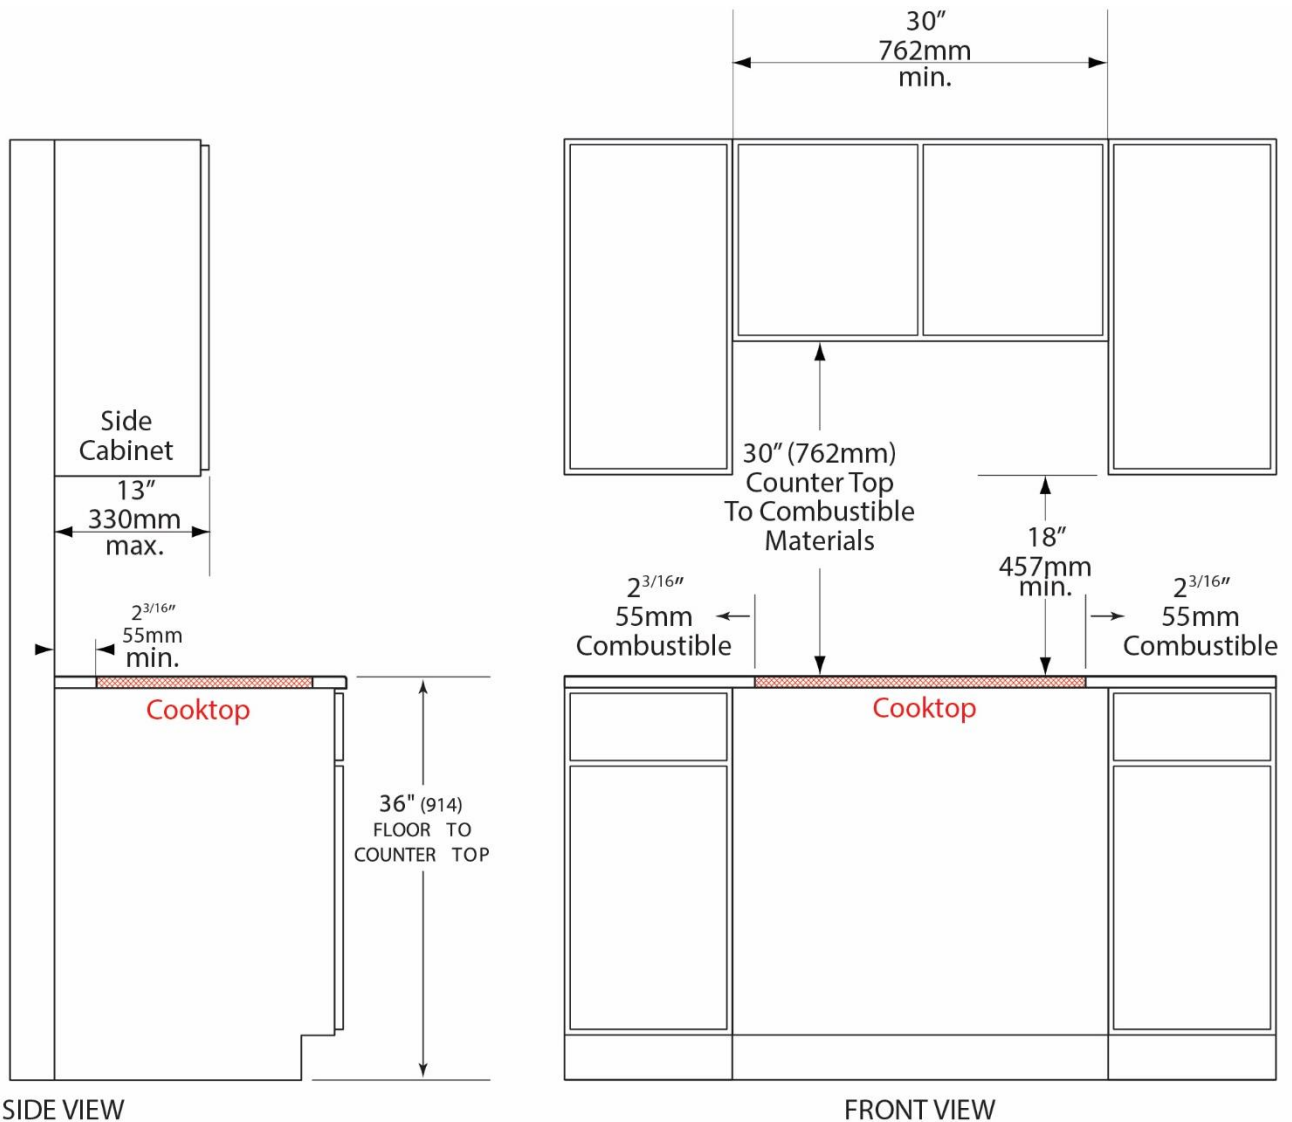 30″
762mm
min.
Side
Cabinet
13″
330mm
max.
2 3/16″
55mm
min.
Cooktop
36" (914)
FLOOR TO
COUNTER TOP
SIDE VIEW
30″ (762mm)
Counter Top
To Combustible
Materials
18″
457mm
min.
2 3/16″
55mm
Combustible
2 3/16″
55mm
Combustible
Cooktop
FRONT VIEW